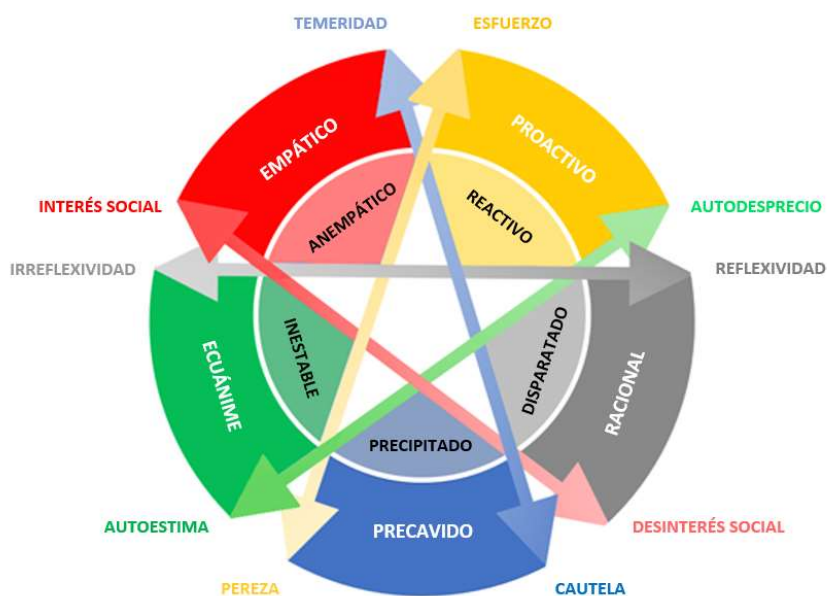 TEMERIDAD
ESFUERZO
EMPÁTICO
PROACTIVO
ANEMPÁTICO
REACTIVO
INTERÉS SOCIAL
AUTODESPRECIO
IRREFLEXIVIDAD
REFLEXIVIDAD
ECUÁNIME
INESTABLE
DISPARATADO
RACIONAL
PRECIPITADO
AUTOESTIMA
PRECAVIDO
DESINTERÉS SOCIAL
PEREZA
CAUTELA